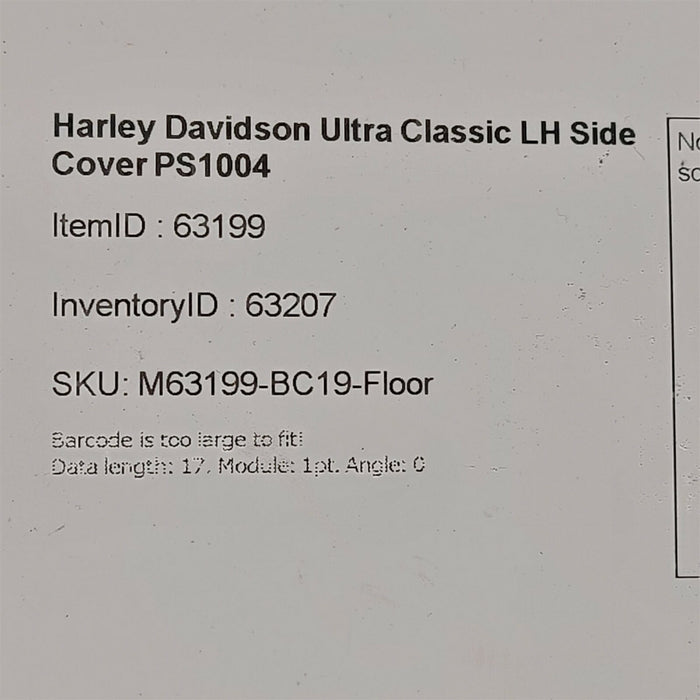 Harley Davidson Ultra Classic LH Side
Cover PS1004
ItemID : 63199
InventoryID : 63207
SKU: M63199-BC19-Floor
Barcode is too large to fit!
Data length: 17, Module: 1pt. Angle: 0